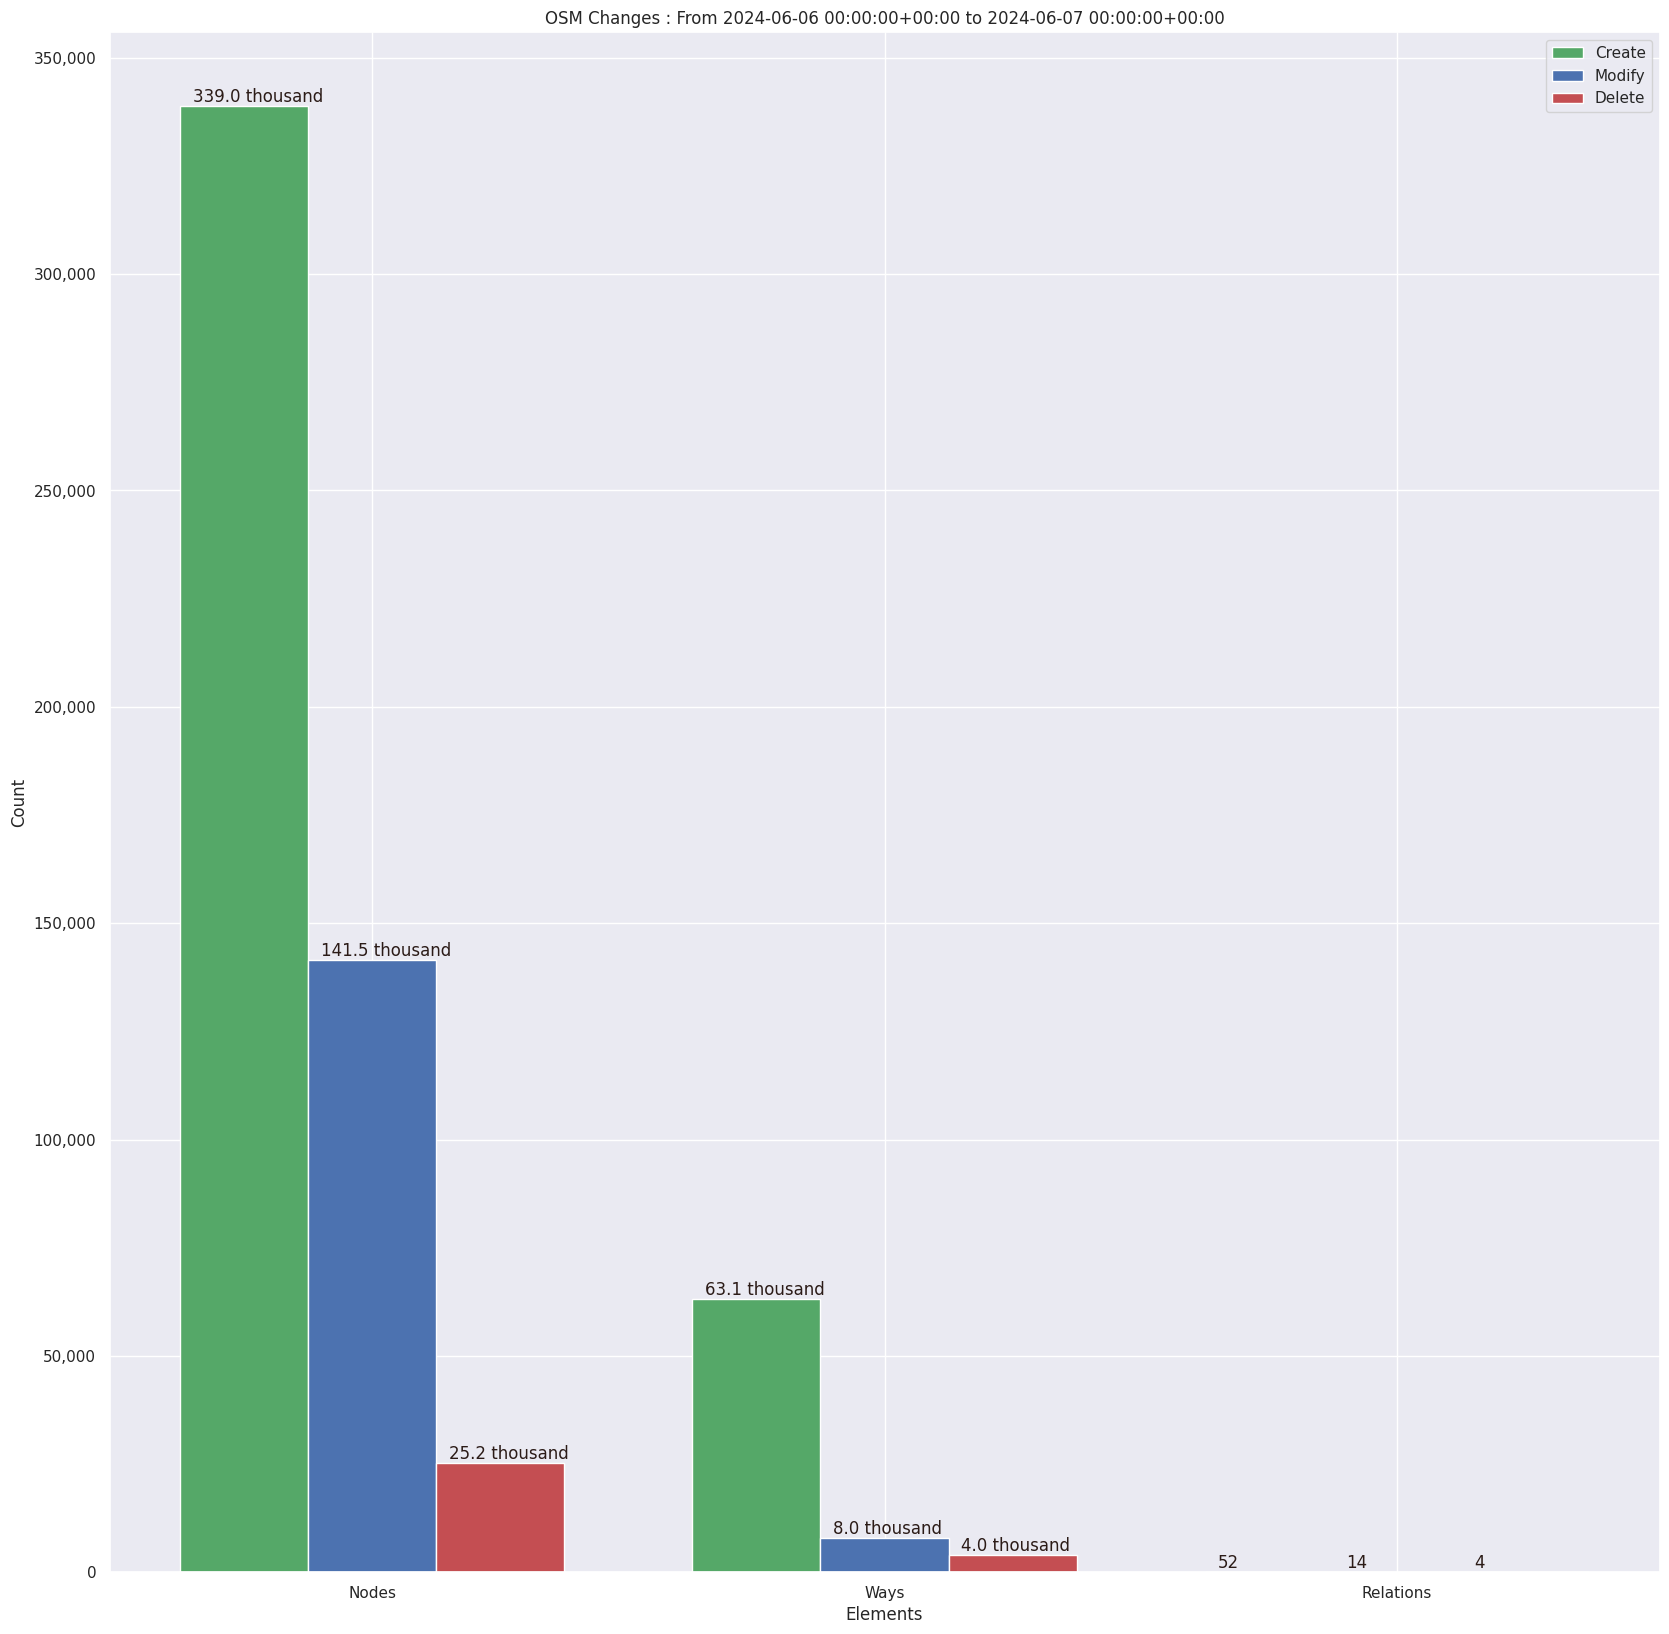 OSM Changes : From 2024-06-06 00:00:00+00:00 to 2024-06-07 00:00:00+00:00
Create
Modify
Delete
350,000
300,000
250,000
200,000
150,000
100,000
50,000
0
Count
339.0 thousand
141.5 thousand
25.2 thousand
63.1 thousand
8.0 thousand
4.0 thousand
52
14
4
Nodes
Ways
Relations
Elements